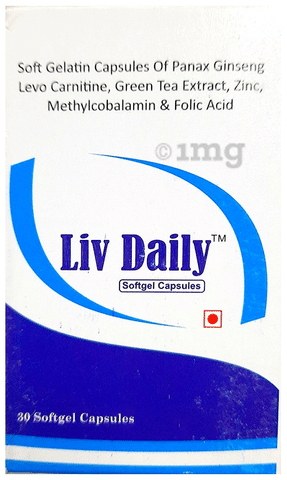 Soft Gelatin Capsules Of Panax Ginseng
Levo Carnitine, Green Tea Extract, Zinc,
Methylcobalamin & Folic Acid
©1mg
Liv Daily™
Softgel Capsules
30 Softgel Capsules